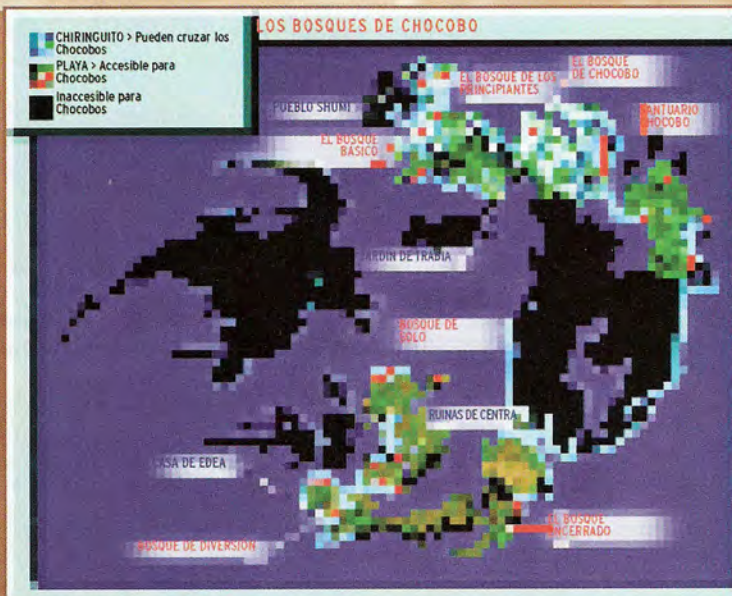 LOS BOSQUES DE CHOCOBO
CHIRINGUITO > Pueden cruzar los
Chocobos
PLAYA > Accesible para
Chocobos
Inaccesible para
Chocobos
EL BOSQUE
DE CHOCOBO
EL BOSQUE DE LOS
PRINCIPIANTES
PUEBLO SHUMI
SANTUARIO
CHOCOBO
EL BOSQUE
BÁSICO
JARDÍN DE TRABIA
BOSQUE DE
SOLO
RUINAS DE CENTRA
CASA DE EDEA
BOSQUE DE DIVERSIÓN
EL BOSQUE
ENCERRADO